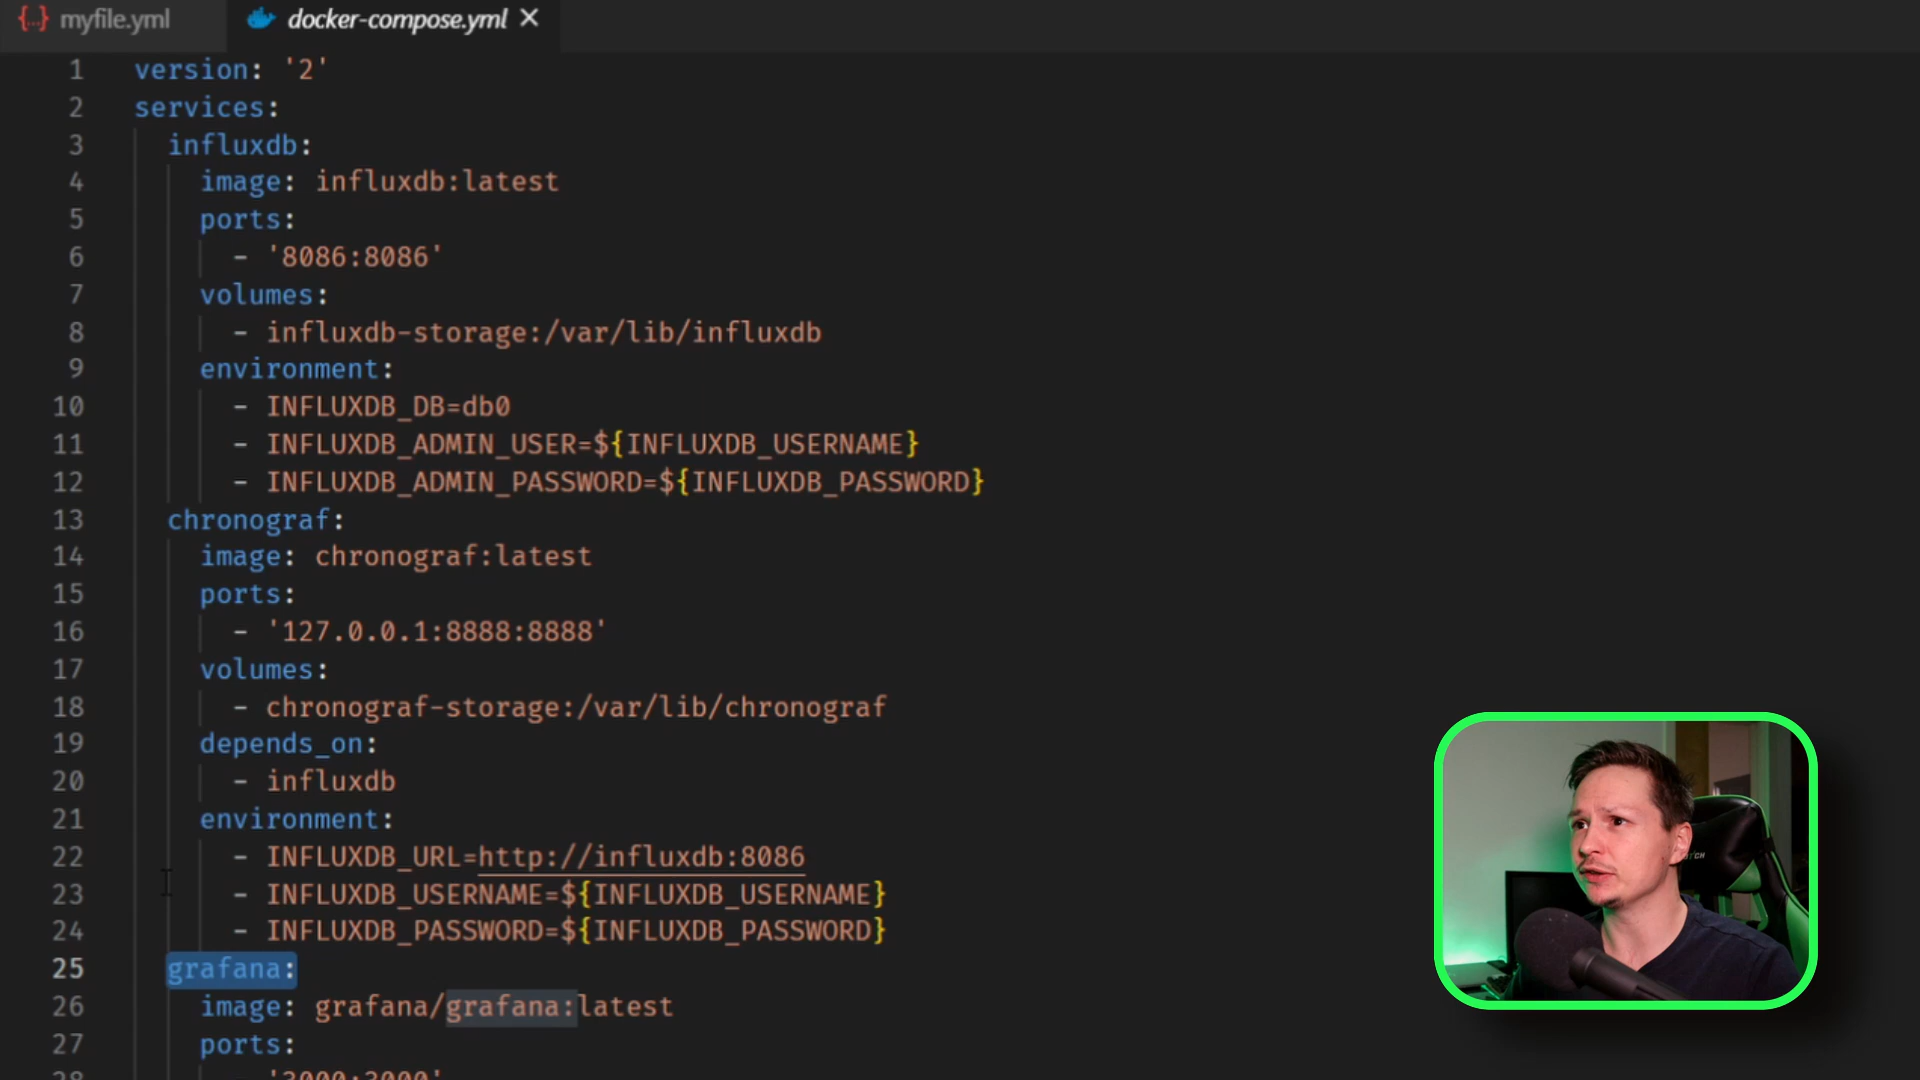 {..} myfile.yml
docker-compose.yml ×
1 version: '2'
2 services:
3 influxdb:
4 image: influxdb:latest
5 ports:
6 - '8086:8086'
7 volumes:
8 - influxdb-storage:/var/lib/influxdb
9 environment:
10 - INFLUXDB_DB=db0
11 - INFLUXDB_ADMIN_USER=${INFLUXDB_USERNAME}
12 - INFLUXDB_ADMIN_PASSWORD=${INFLUXDB_PASSWORD}
13 chronograf:
14 image: chronograf:latest
15 ports:
16 - '127.0.0.1:8888:8888'
17 volumes:
18 - chronograf-storage:/var/lib/chronograf
19 depends_on:
20 - influxdb
21 environment:
22 - INFLUXDB_URL=http://influxdb:8086
23 - INFLUXDB_USERNAME=${INFLUXDB_USERNAME}
24 - INFLUXDB_PASSWORD=${INFLUXDB_PASSWORD}
25 grafana:
26 image: grafana/grafana:latest
27 ports:
28 - '3000:3000'